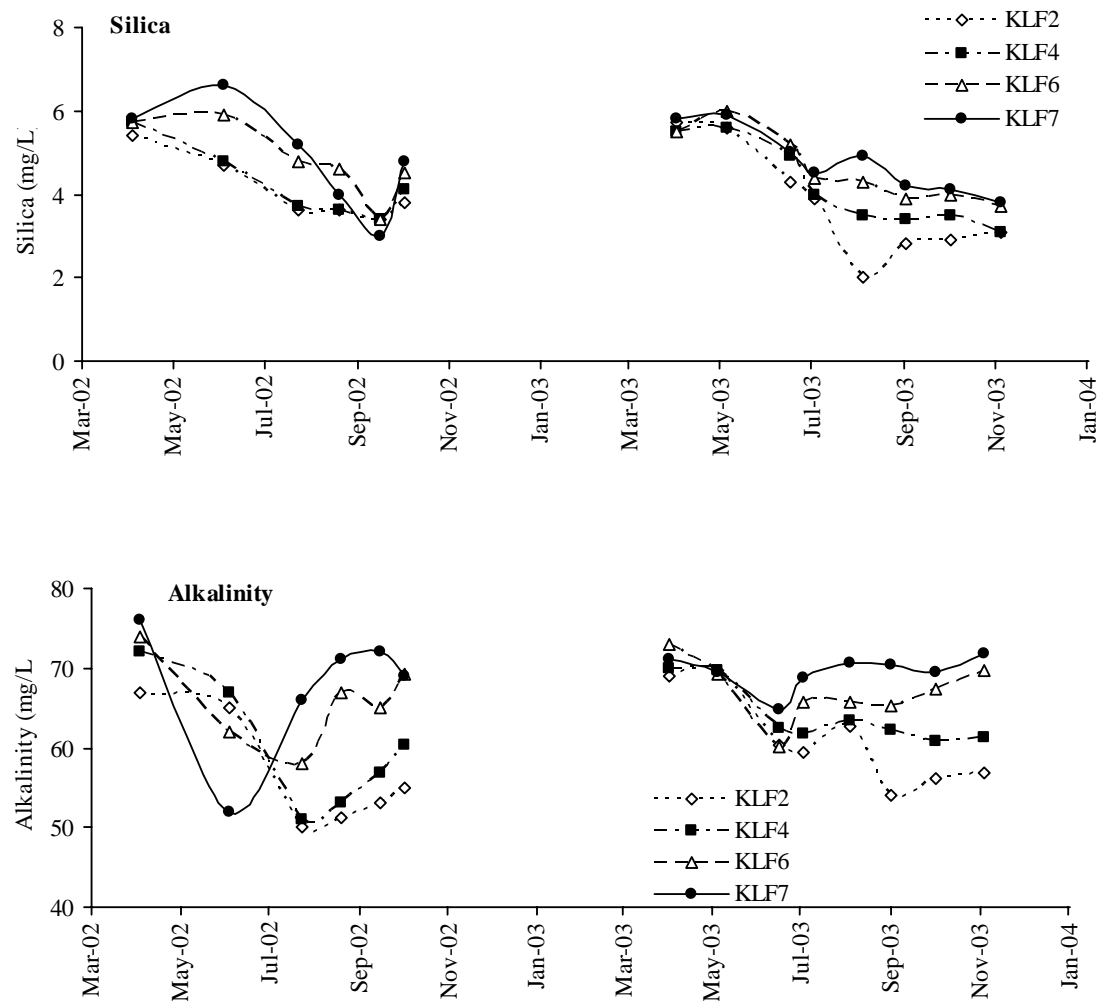 Silica
Silica (mg/L
8
6
4
2
0
KLF2
KLF4
KLF6
KLF7
Mar-02
May-02
Jul-02
Sep-02
Nov-02
Jan-03
Mar-03
May-03
Jul-03
Sep-03
Nov-03
Jan-04
Alkalinity
Alkalinity (mg/L
80
70
60
50
40
KLF2
KLF4
KLF6
KLF7
Mar-02
May-02
Jul-02
Sep-02
Nov-02
Jan-03
Mar-03
May-03
Jul-03
Sep-03
Nov-03
Jan-04